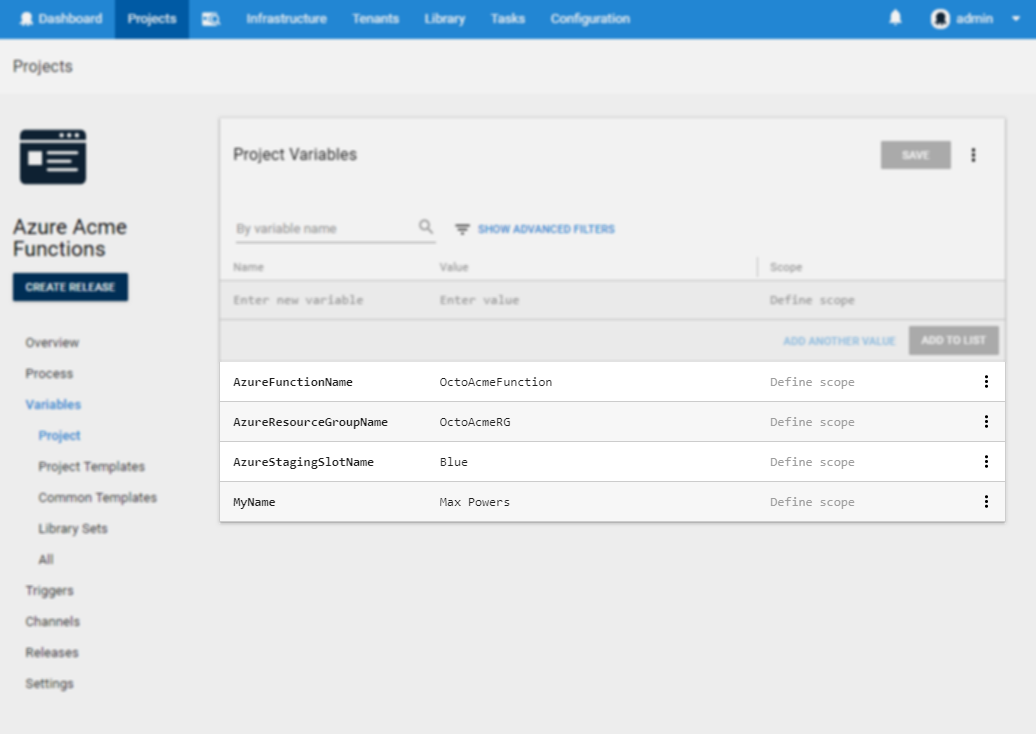 Dashboard Projects Infrastructure Tenants Library Tasks Configuration admin
Projects
Azure Acme
Functions
CREATE RELEASE
Overview
Process
Variables
Project
Project Templates
Common Templates
Library Sets
All
Triggers
Channels
Releases
Settings
Project Variables SAVE
By variable name SHOW ADVANCED FILTERS
Name Value Scope
Enter new variable Enter value Define scope
ADD ANOTHER VALUE ADD TO LIST
AzureFunctionName OctoAcmeFunction Define scope
AzureResourceGroupName OctoAcmeRG Define scope
AzureStagingSlotName Blue Define scope
MyName Max Powers Define scope